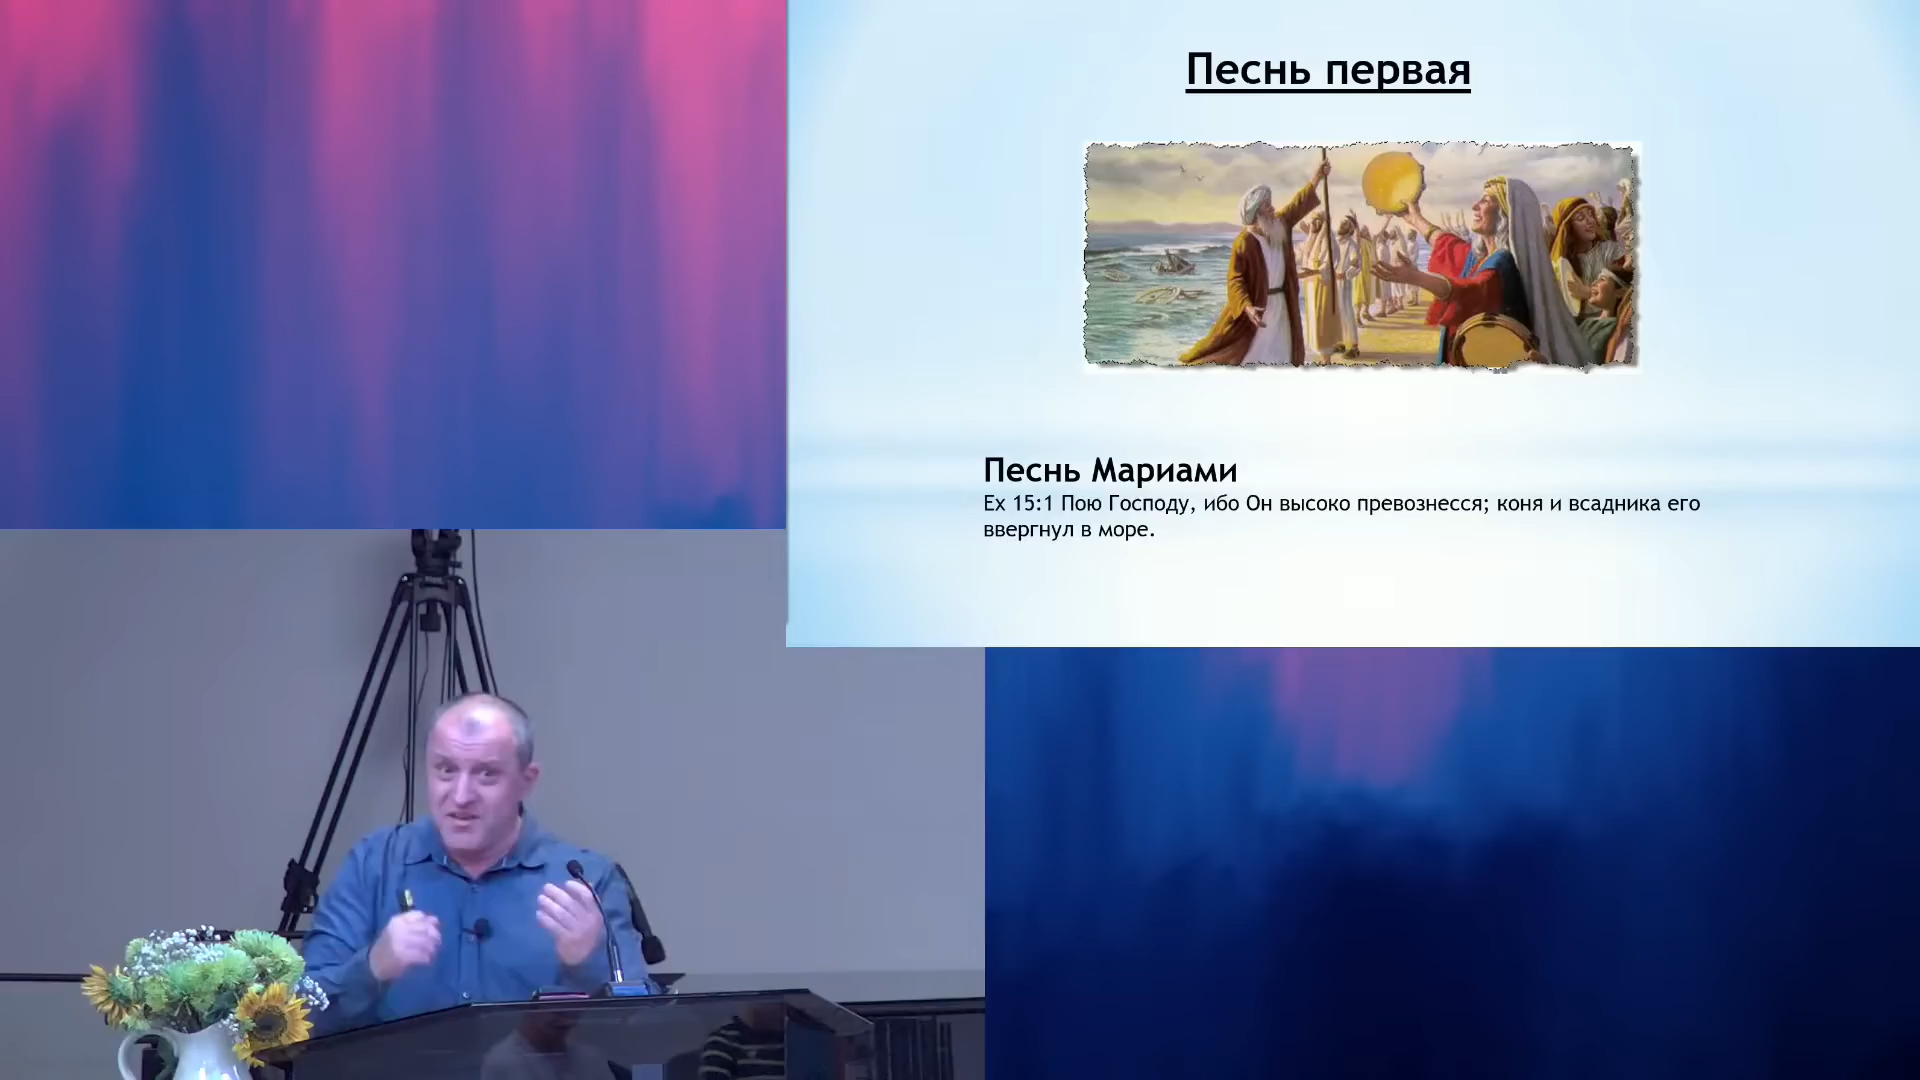 Песнь первая
Песнь Мариами
Ex 15:1 Пою Господу, ибо Он высоко превознесся; коня и всадника его
ввергнул в море.